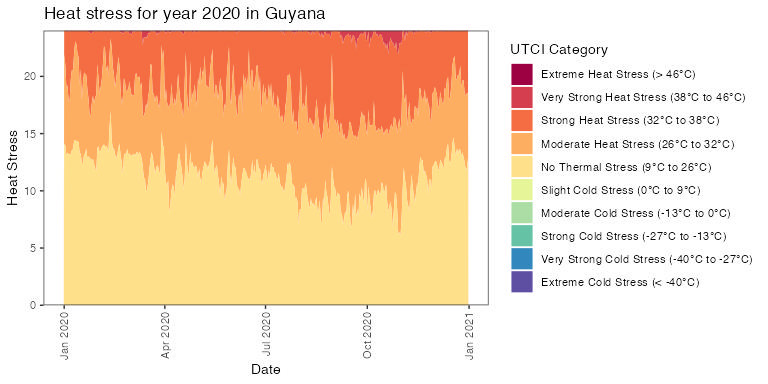 Heat stress for year 2020 in Guyana
Heat Stress
20
15
10
5
0
Jan 2020
Apr 2020
Jul 2020
Oct 2020
Jan 2021
Date
UTCI Category
Extreme Heat Stress (> 46°C)
Very Strong Heat Stress (38°C to 46°C)
Strong Heat Stress (32°C to 38°C)
Moderate Heat Stress (26°C to 32°C)
No Thermal Stress (9°C to 26°C)
Slight Cold Stress (0°C to 9°C)
Moderate Cold Stress (-13°C to 0°C)
Strong Cold Stress (-27°C to -13°C)
Very Strong Cold Stress (-40°C to -27°C)
Extreme Cold Stress (< -40°C)